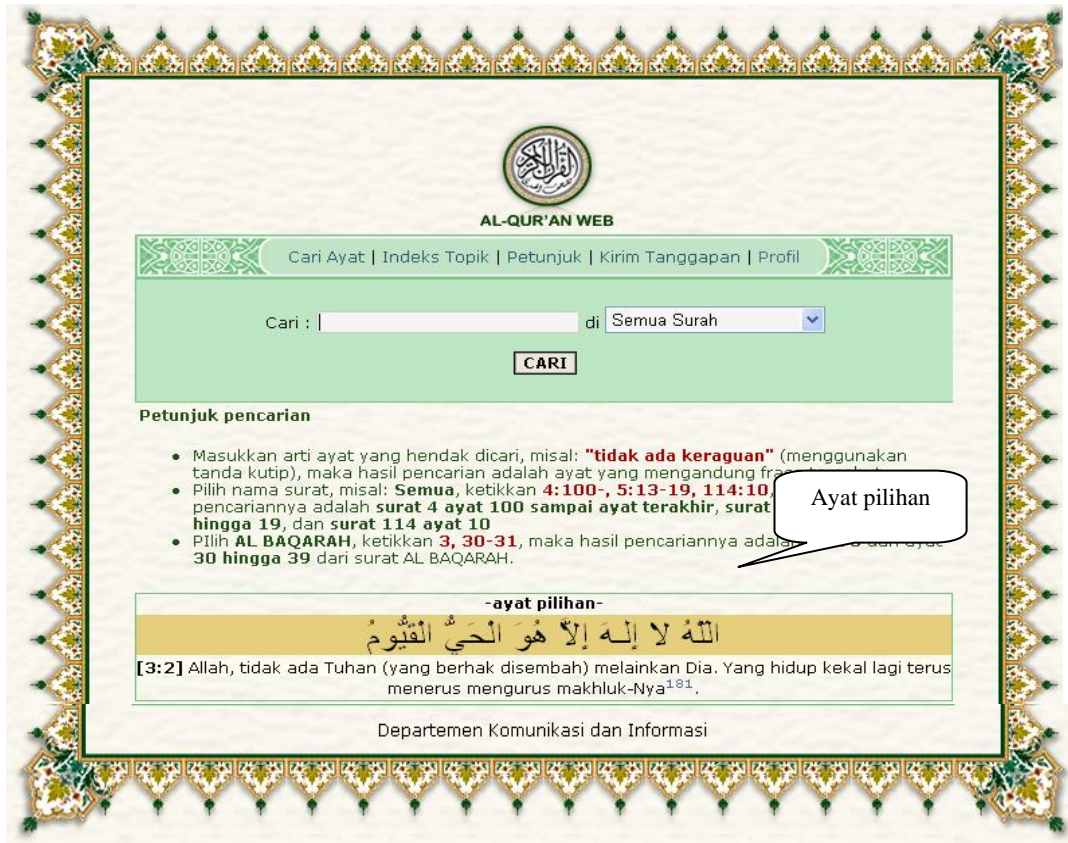 AL-QUR'AN WEB
Cari Ayat | Indeks Topik | Petunjuk | Kirim Tanggapan | Profil
Cari : di Semua Surah
CARI
Petunjuk pencarian
• Masukkan arti ayat yang hendak dicari, misal: "tidak ada keraguan" (menggunakan
tanda kutip), maka hasil pencarian adalah ayat yang mengandung
• Pilih nama surat, misal: Semua, ketikkan 4:100-, 5:13-19, 114:10,
pencariannya adalah surat 4 ayat 100 sampai ayat terakhir, surat
hingga 19, dan surat 114 ayat 10
• PIlih AL BAQARAH, ketikkan 3, 30-31, maka hasil pencariannya
30 hingga 39 dari surat AL BAQARAH.
Ayat pilihan
-ayat pilihan-
اللّهُ لا إِلَـهَ إِلاَّ هُوَ الْحَيُّ الْقَيُّومُ
[3:2] Allah, tidak ada Tuhan (yang berhak disembah) melainkan Dia. Yang hidup kekal lagi terus
menerus mengurus makhluk-Nya181.
Departemen Komunikasi dan Informasi